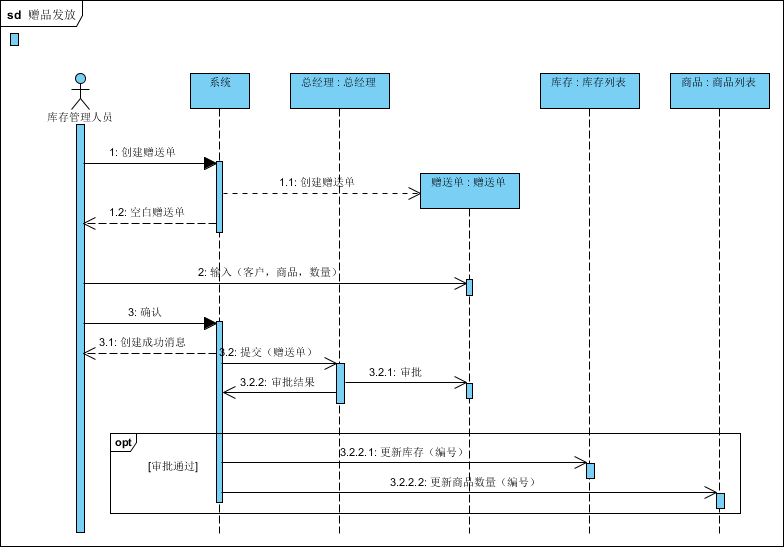 sd 赠品发放
系统
总经理 : 总经理
库存 : 库存列表
商品 : 商品列表
库存管理人员
1: 创建赠送单
1.1: 创建赠送单
赠送单 : 赠送单
1.2: 空白赠送单
2: 输入（客户，商品，数量）
3: 确认
3.1: 创建成功消息
3.2: 提交（赠送单）
3.2.1: 审批
3.2.2: 审批结果
opt
3.2.2.1: 更新库存（编号）
[审批通过]
3.2.2.2: 更新商品数量（编号）